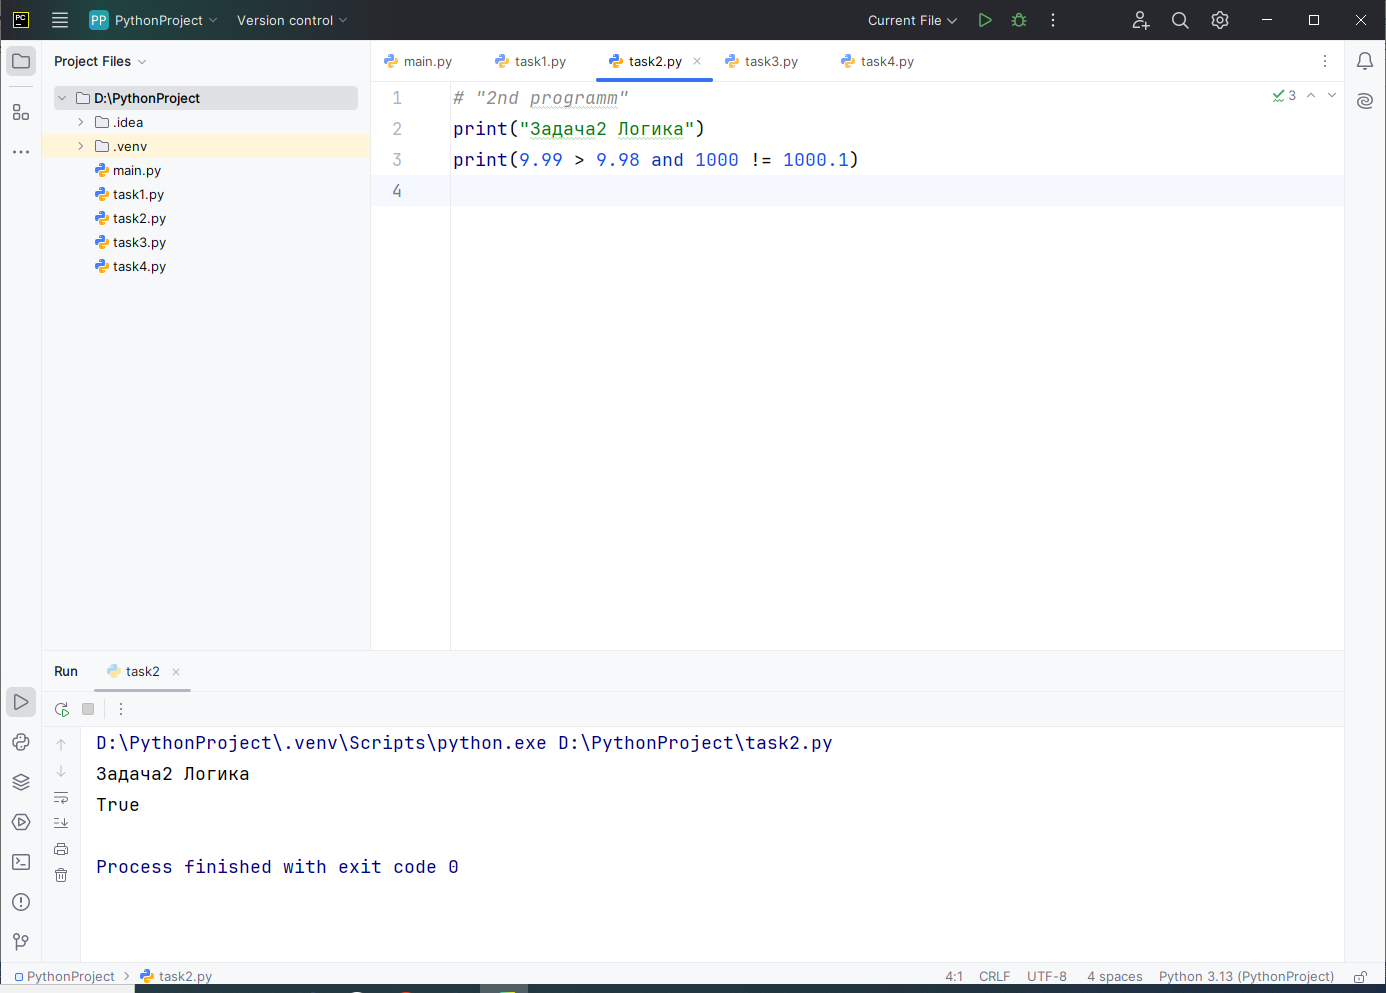 PC
PP PythonProject Version control Current File
Project Files
main.py task1.py task2.py task3.py task4.py
D:\PythonProject
.idea
.venv
main.py
task1.py
task2.py
task3.py
task4.py
1 # "2nd programm"
2 print("Задача2 Логика")
3 print(9.99 > 9.98 and 1000 != 1000.1)
4
3
Run task2
D:\PythonProject\.venv\Scripts\python.exe D:\PythonProject\task2.py
Задача2 Логика
True
Process finished with exit code 0
PythonProject task2.py 4:1 CRLF UTF-8 4 spaces Python 3.13 (PythonProject)